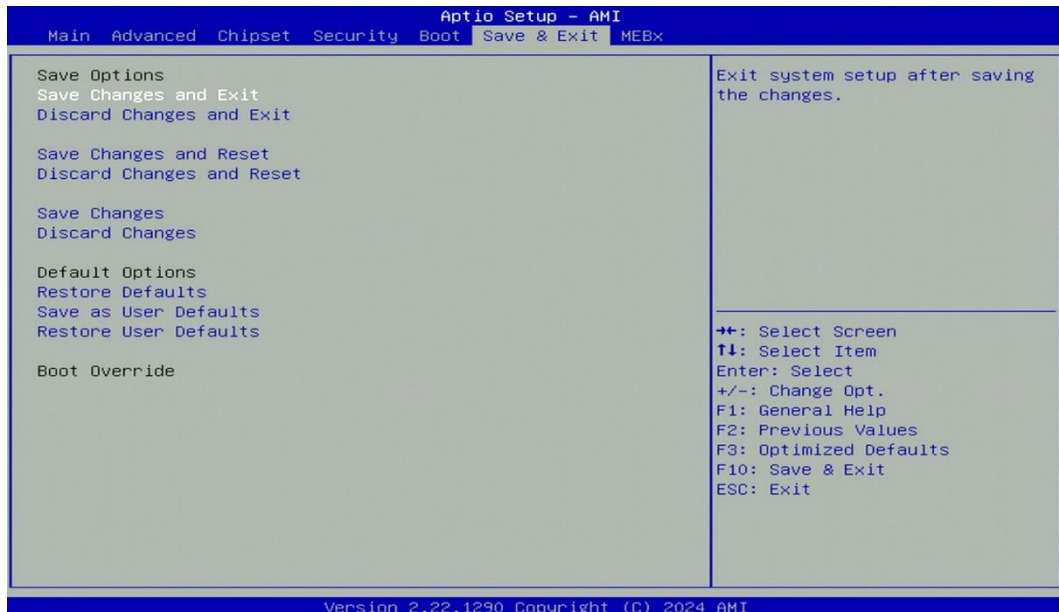 Aptio Setup - AMI
Main Advanced Chipset Security Boot Save & Exit MEBx
Save Options
Save Changes and Exit
Discard Changes and Exit
Save Changes and Reset
Discard Changes and Reset
Save Changes
Discard Changes
Default Options
Restore Defaults
Save as User Defaults
Restore User Defaults
Boot Override
Exit system setup after saving
the changes.
→←: Select Screen
↑↓: Select Item
Enter: Select
+/-: Change Opt.
F1: General Help
F2: Previous Values
F3: Optimized Defaults
F10: Save & Exit
ESC: Exit
Version 2.22.1290 Copyright (C) 2024 AMI